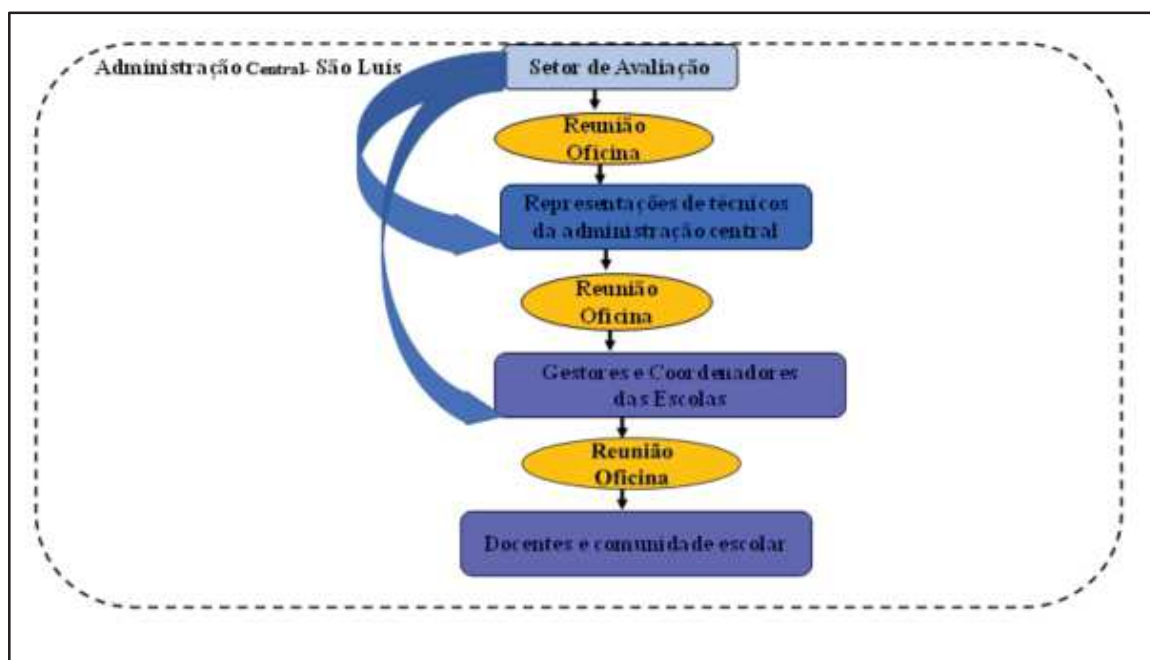 Administração Central- São Luís
Setor de Avaliação
Reunião
Oficina
Representações de técnicos
da administração central
Reunião
Oficina
Gestores e Coordenadores
das Escolas
Reunião
Oficina
Docentes e comunidade escolar